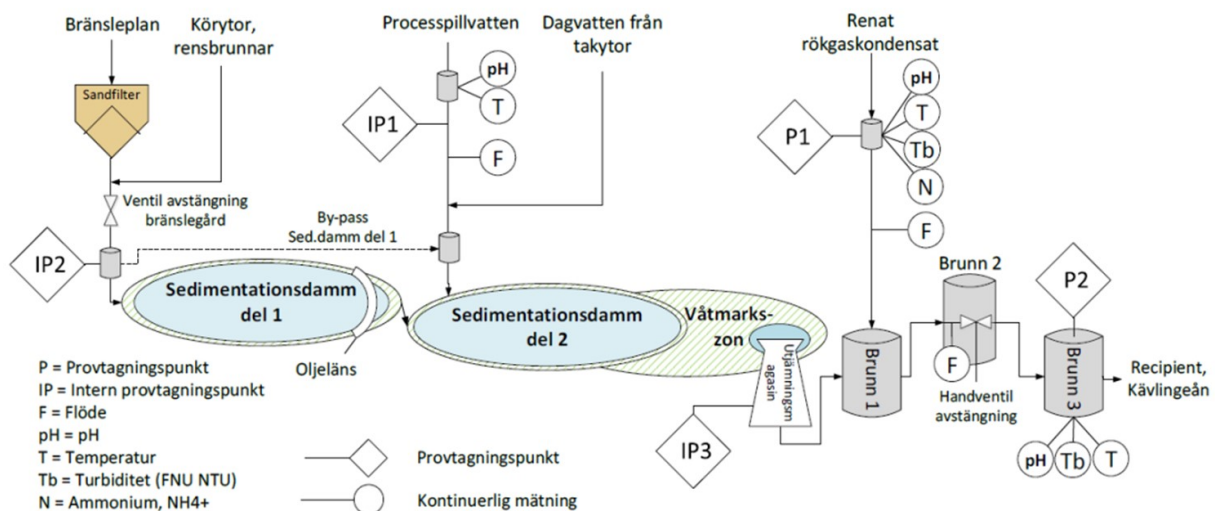 Bränsleplan
Körytor,
rensbrunnar
Processpillvatten
Dagvatten från
takytor
Renat
rökgaskondensat
Sandfilter
pH
T
IP1
F
P1
pH
T
Tb
N
F
Ventil avstängning
bränslegård
By-pass
Sed.damm del 1
IP2
Sedimentationsdamm
del 1
Oljeläns
Sedimentationsdamm
del 2
Våtmarks-
zon
Utjämningsm
agasin
IP3
Brunn 1
Brunn 2
F
Handventil
avstängning
P2
Brunn 3
pH
Tb
T
Recipient,
Kävlingeån
P = Provtagningspunkt
IP = Intern provtagningspunkt
F = Flöde
pH = pH
T = Temperatur
Tb = Turbiditet (FNU NTU)
N = Ammonium, NH4+
Provtagningspunkt
Kontinuerlig mätning